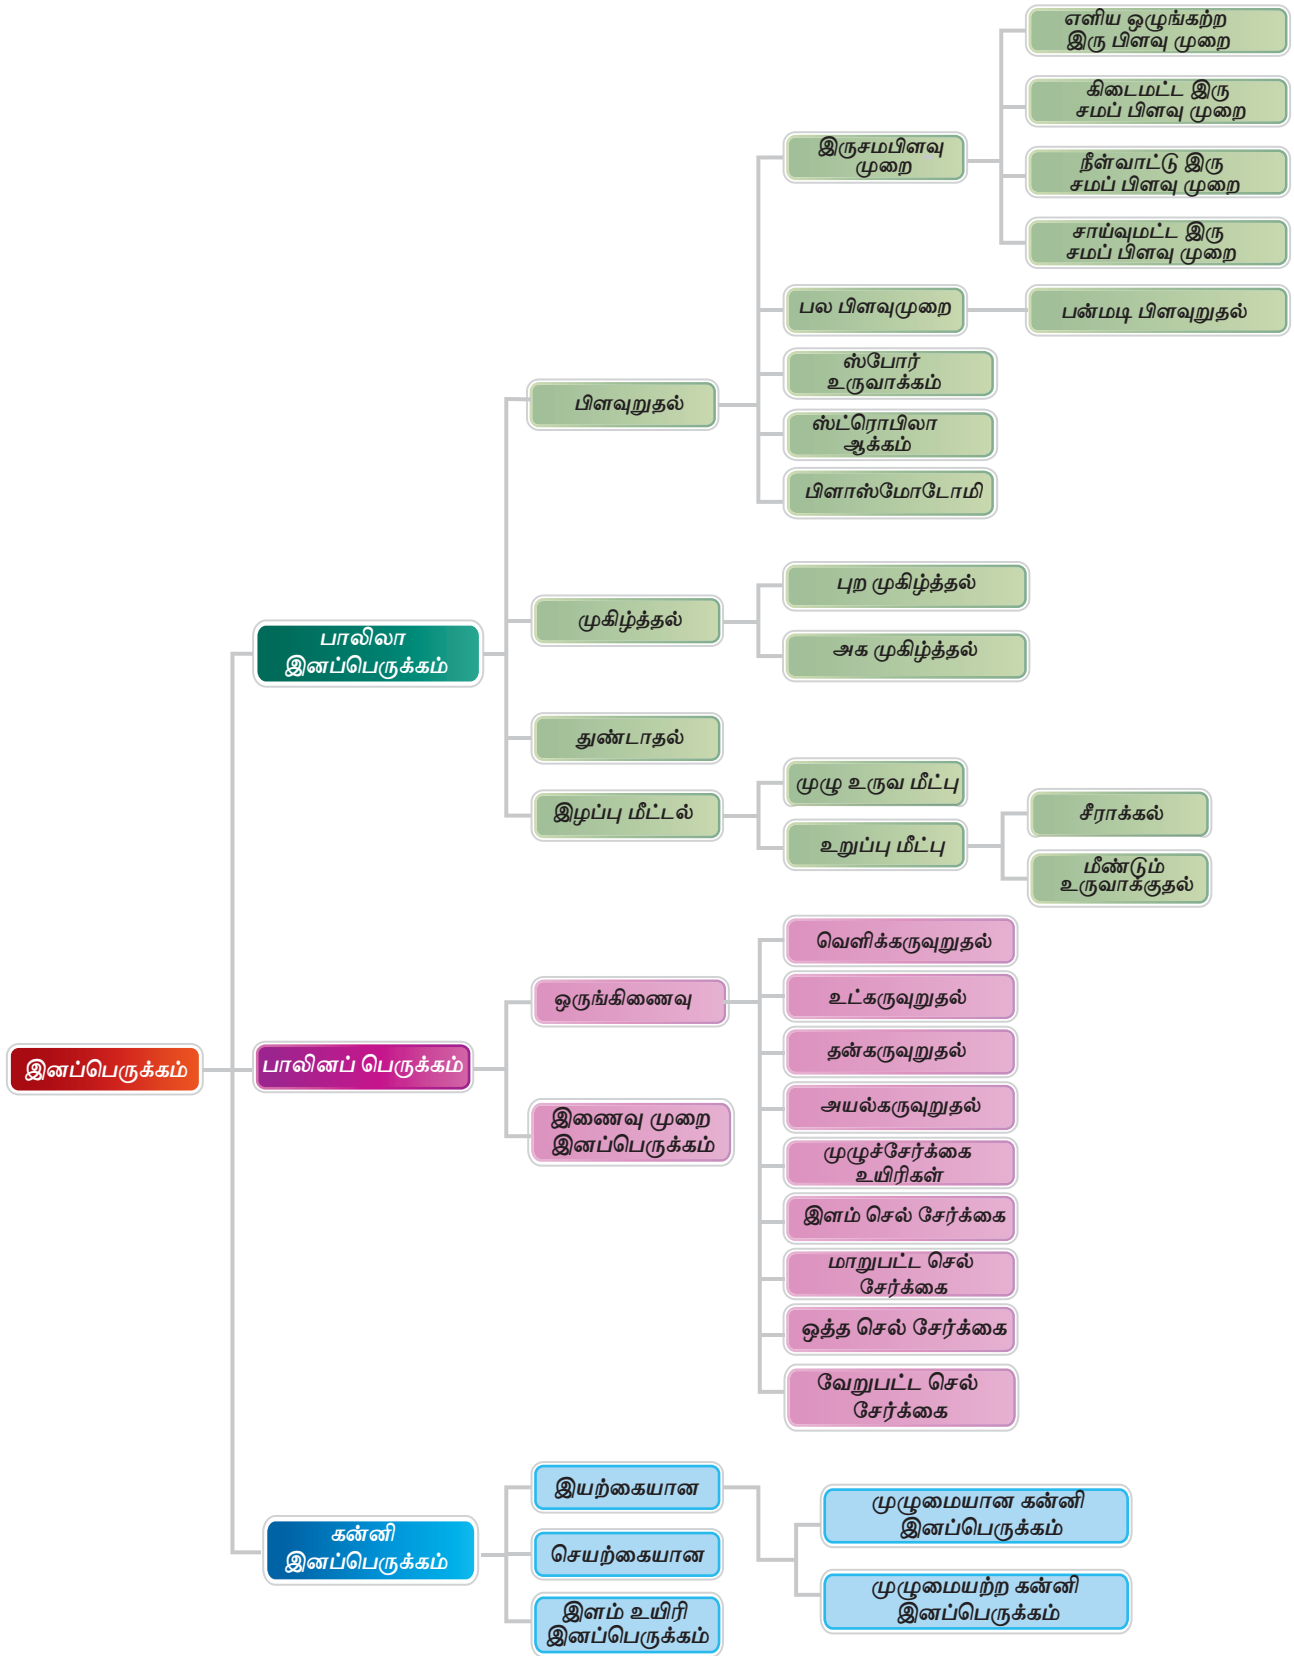 எளிய ஒழுங்கற்ற
இரு பிளவு முறை
கிடைமட்ட இரு
சமப் பிளவு முறை
இருசமபிளவு
முறை
நீள்வாட்டு இரு
சமப் பிளவு முறை
சாய்வுமட்ட இரு
சமப் பிளவு முறை
பல பிளவுமுறை
பன்மடி பிளவுறுதல்
ஸ்போர்
உருவாக்கம்
பிளவுறுதல்
ஸ்ட்ரொபிலா
ஆக்கம்
பிளாஸ்மோடோமி
புற முகிழ்த்தல்
முகிழ்த்தல்
அக முகிழ்த்தல்
பாலிலா
இனப்பெருக்கம்
துண்டாதல்
முழு உருவ மீட்பு
இழப்பு மீட்டல்
சீராக்கல்
உறுப்பு மீட்பு
மீண்டும்
உருவாக்குதல்
வெளிக்கருவுறுதல்
ஒருங்கிணைவு
உட்கருவுறுதல்
தன்கருவுறுதல்
இனப்பெருக்கம்
பாலினப் பெருக்கம்
அயல்கருவுறுதல்
இணைவு முறை
இனப்பெருக்கம்
முழுச்சேர்க்கை
உயிரிகள்
இளம் செல் சேர்க்கை
மாறுபட்ட செல்
சேர்க்கை
ஒத்த செல் சேர்க்கை
வேறுபட்ட செல்
சேர்க்கை
இயற்கையான
முழுமையான கன்னி
இனப்பெருக்கம்
கன்னி
இனப்பெருக்கம்
செயற்கையான
முழுமையற்ற கன்னி
இனப்பெருக்கம்
இளம் உயிரி
இனப்பெருக்கம்